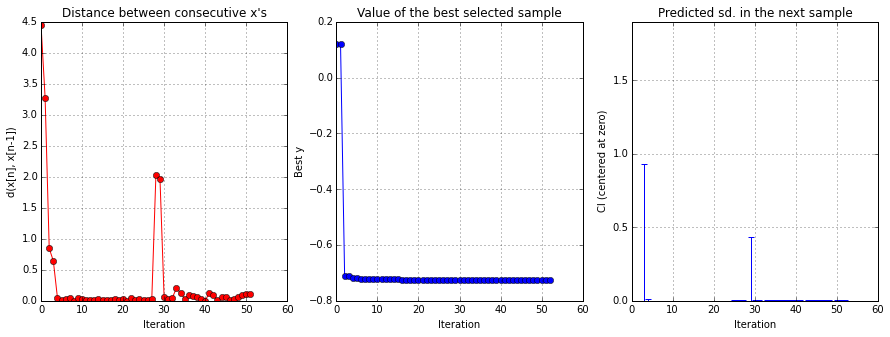 Distance between consecutive x's
4.5
4.0
3.5
3.0
2.5
2.0
1.5
1.0
0.5
0.0
d(x[n], x[n-1])
0 10 20 30 40 50 60
Iteration
Value of the best selected sample
0.2
0.0
−0.2
−0.4
−0.6
−0.8
Best y
0 10 20 30 40 50 60
Iteration
Predicted sd. in the next sample
1.5
1.0
0.5
0.0
CI (centered at zero)
0 10 20 30 40 50 60
Iteration